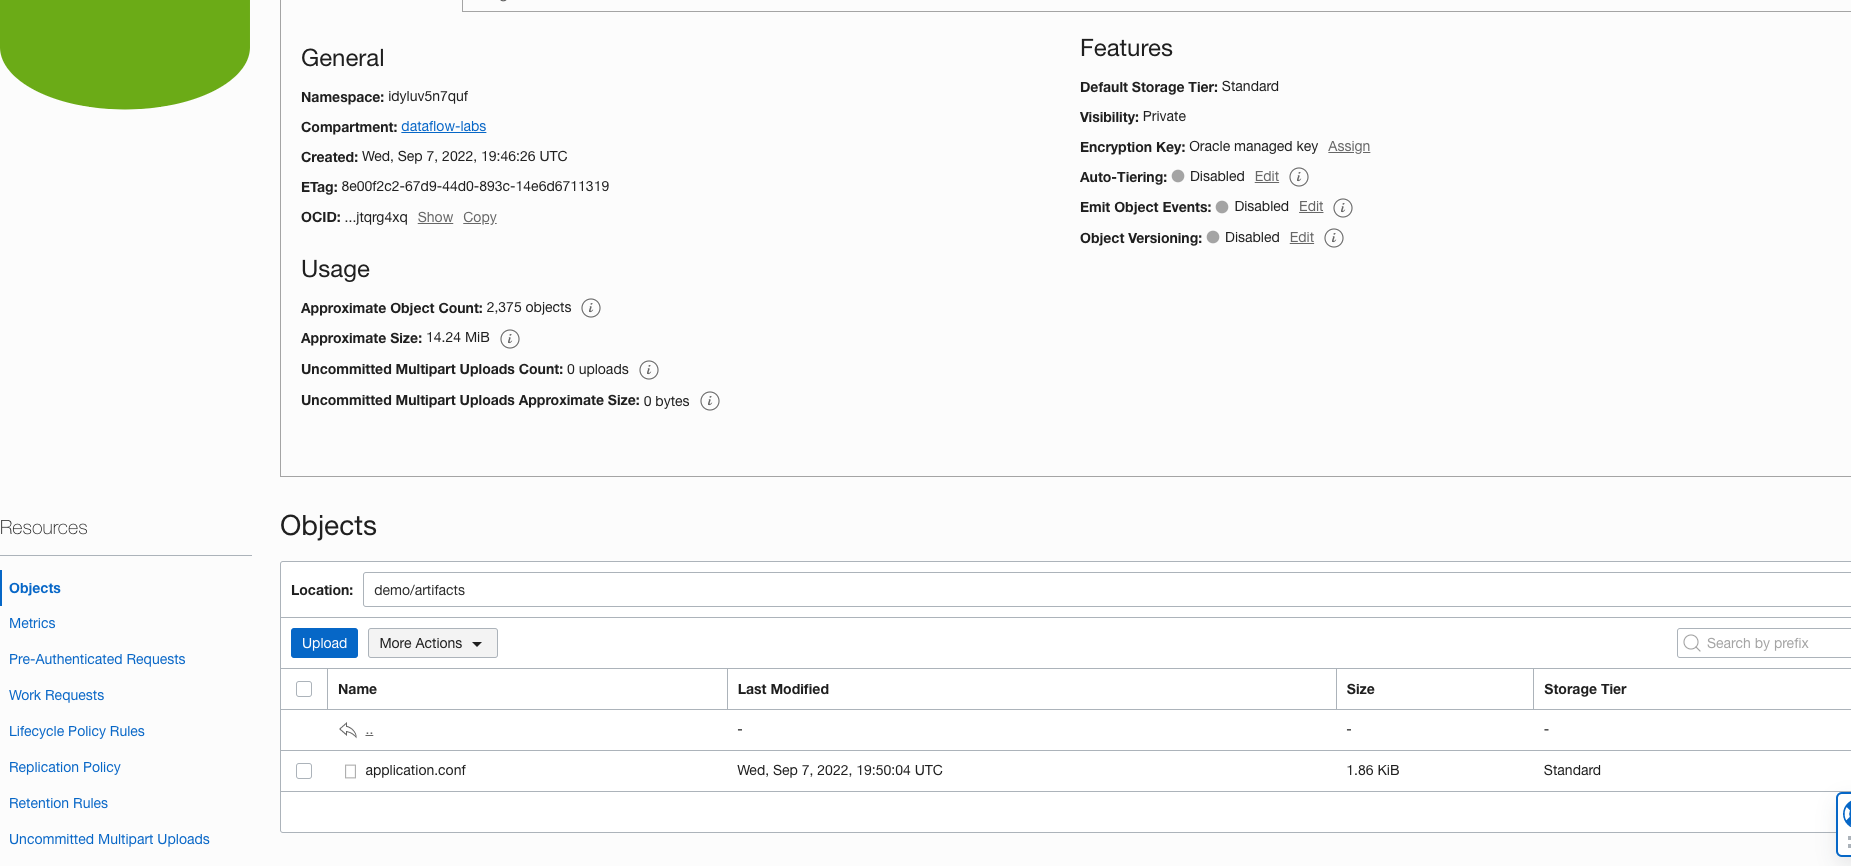 General
Namespace: idyluv5n7quf
Compartment: dataflow-labs
Created: Wed, Sep 7, 2022, 19:46:26 UTC
ETag: 8e00f2c2-67d9-44d0-893c-14e6d6711319
OCID: ...jtqrg4xq Show Copy
Usage
Approximate Object Count: 2,375 objects
Approximate Size: 14.24 MiB
Uncommitted Multipart Uploads Count: 0 uploads
Uncommitted Multipart Uploads Approximate Size: 0 bytes
Features
Default Storage Tier: Standard
Visibility: Private
Encryption Key: Oracle managed key Assign
Auto-Tiering: Disabled Edit
Emit Object Events: Disabled Edit
Object Versioning: Disabled Edit
Resources
Objects
Metrics
Pre-Authenticated Requests
Work Requests
Lifecycle Policy Rules
Replication Policy
Retention Rules
Uncommitted Multipart Uploads
Objects
Location: demo/artifacts
Upload More Actions Search by prefix
Name Last Modified Size Storage Tier
.. - - -
application.conf Wed, Sep 7, 2022, 19:50:04 UTC 1.86 KiB Standard